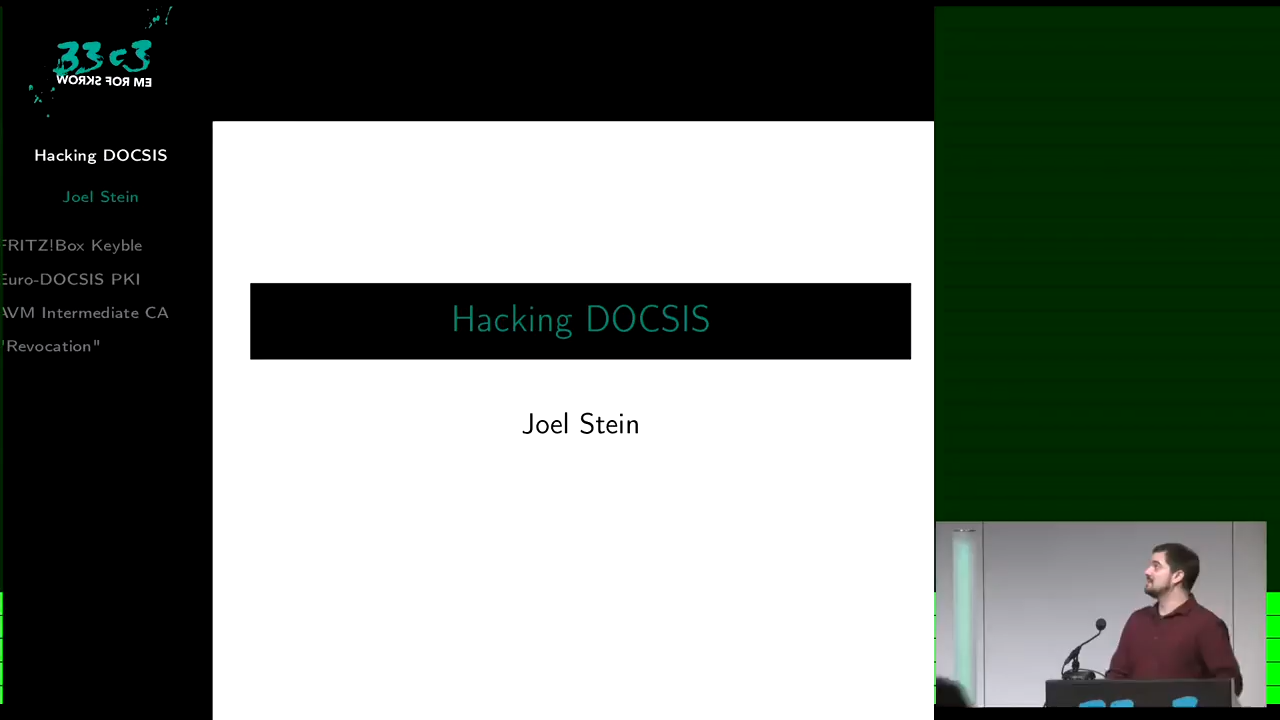 33c3
WORKS FOR ME
Hacking DOCSIS
Joel Stein
FRITZ!Box Keyble
Euro-DOCSIS PKI
AVM Intermediate CA
"Revocation"
Hacking DOCSIS
Joel Stein